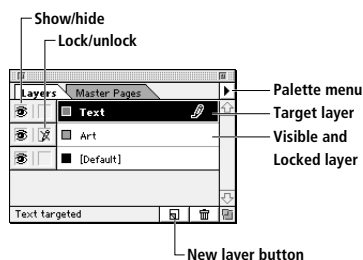 Show/hide
Lock/unlock
Layers Master Pages
Palette menu
Text
Target layer
Art
Visible and
Locked layer
[Default]
Text targeted
New layer button